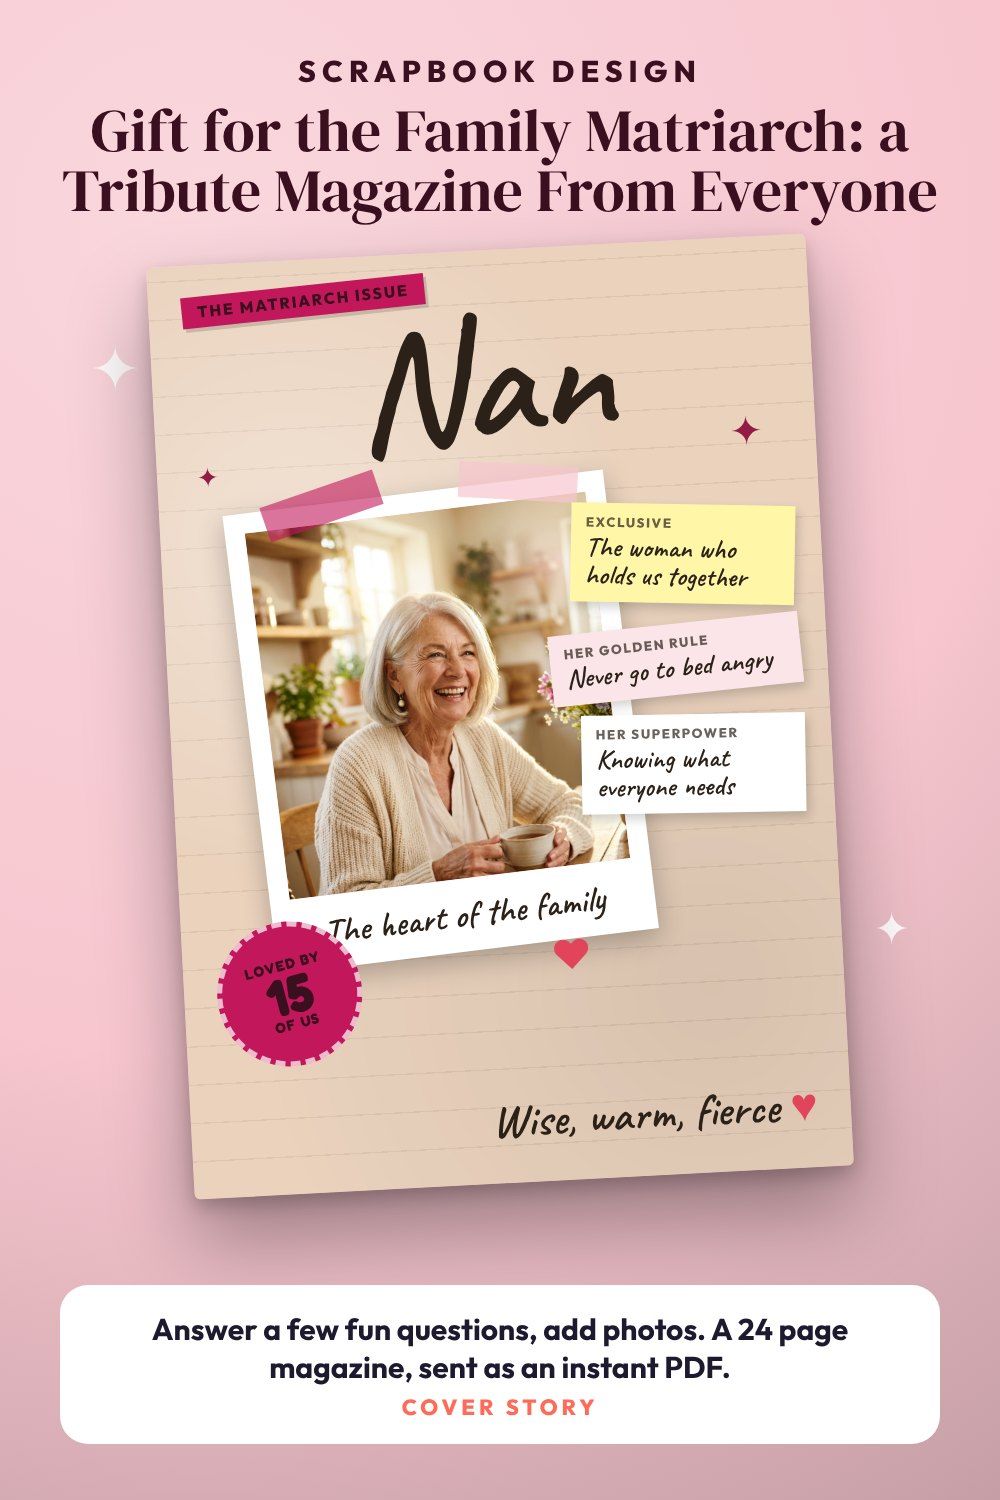 SCRAPBOOK DESIGN
Gift for the Family Matriarch: a
Tribute Magazine From Everyone
THE MATRIARCH ISSUE
Nan
EXCLUSIVE
The woman who
holds us together
HER GOLDEN RULE
Never go to bed angry
HER SUPERPOWER
Knowing what
everyone needs
The heart of the family
LOVED BY
15
OF US
Wise, warm, fierce ♥
Answer a few fun questions, add photos. A 24 page
magazine, sent as an instant PDF.
COVER STORY